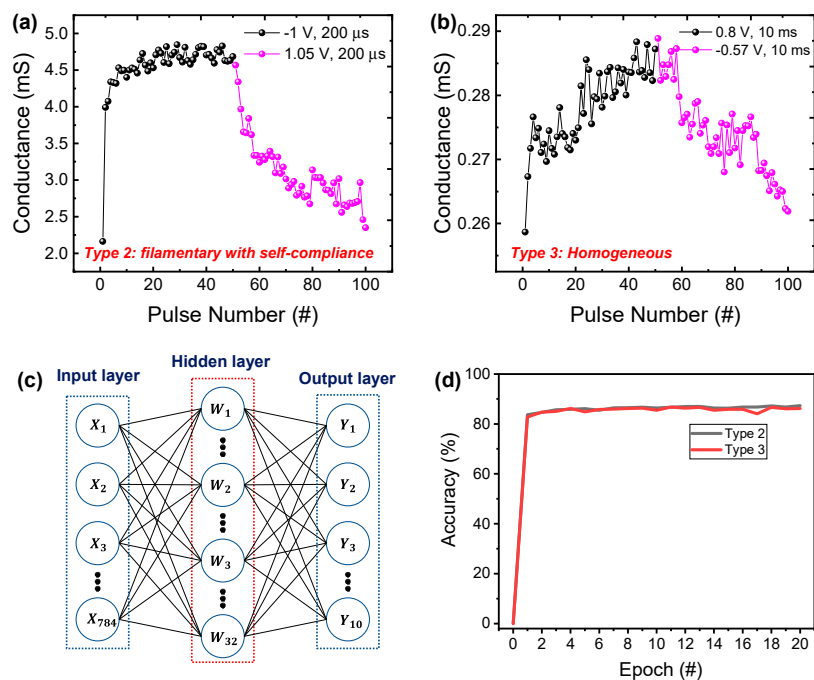 (a)
-1 V, 200 μs
1.05 V, 200 μs
5.0
4.5
4.0
3.5
3.0
2.5
2.0
Conductance (mS)
Type 2: filamentary with self-compliance
0 20 40 60 80 100
Pulse Number (#)
(b)
0.8 V, 10 ms
-0.57 V, 10 ms
0.29
0.28
0.27
0.26
Conductance (mS)
Type 3: Homogeneous
0 20 40 60 80 100
Pulse Number (#)
(c)
Input layer
Hidden layer
Output layer
X1
X2
X3
X784
W1
W2
W3
W32
Y1
Y2
Y3
Y10
(d)
100
80
60
40
20
0
Accuracy (%)
Type 2
Type 3
0 2 4 6 8 10 12 14 16 18 20
Epoch (#)